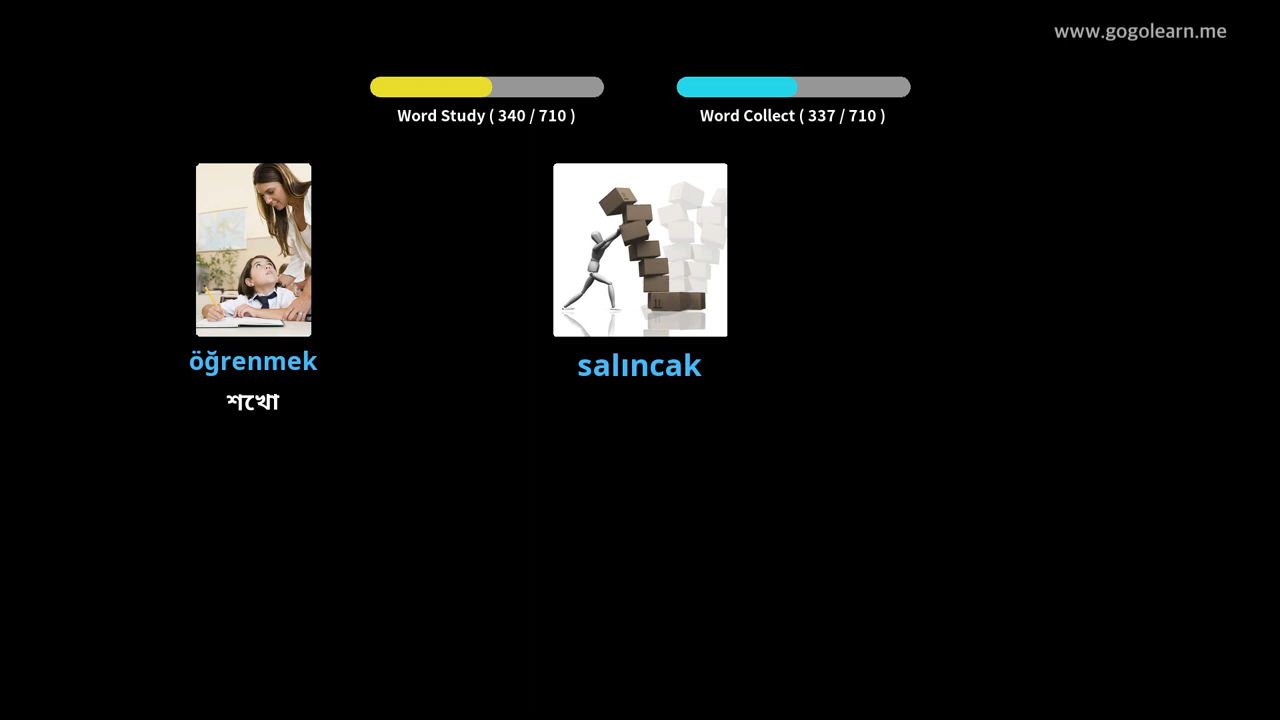 www.gogolearn.me
Word Study ( 340 / 710 )
Word Collect ( 337 / 710 )
öğrenmek
salıncak
শেখো